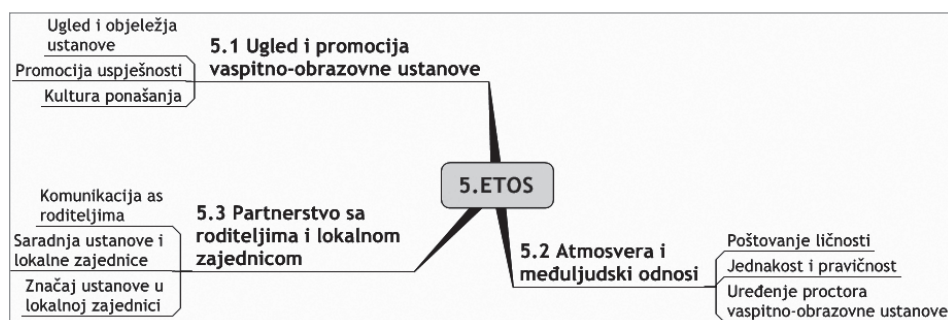 Ugled i objeležja
ustanove
Promocija uspješnosti
Kultura ponašanja
5.1 Ugled i promocija
vaspitno-obrazovne ustanove
5.ETOS
Komunikacija as
roditeljima
Saradnja ustanove i
lokalne zajednice
Značaj ustanove u
lokalnoj zajednici
5.3 Partnerstvo sa
roditeljima i lokalnom
zajednicom
5.2 Atmosvera i
međuljudski odnosi
Poštovanje ličnosti
Jednakost i pravičnost
Uređenje proctora
vaspitno-obrazovne ustanove